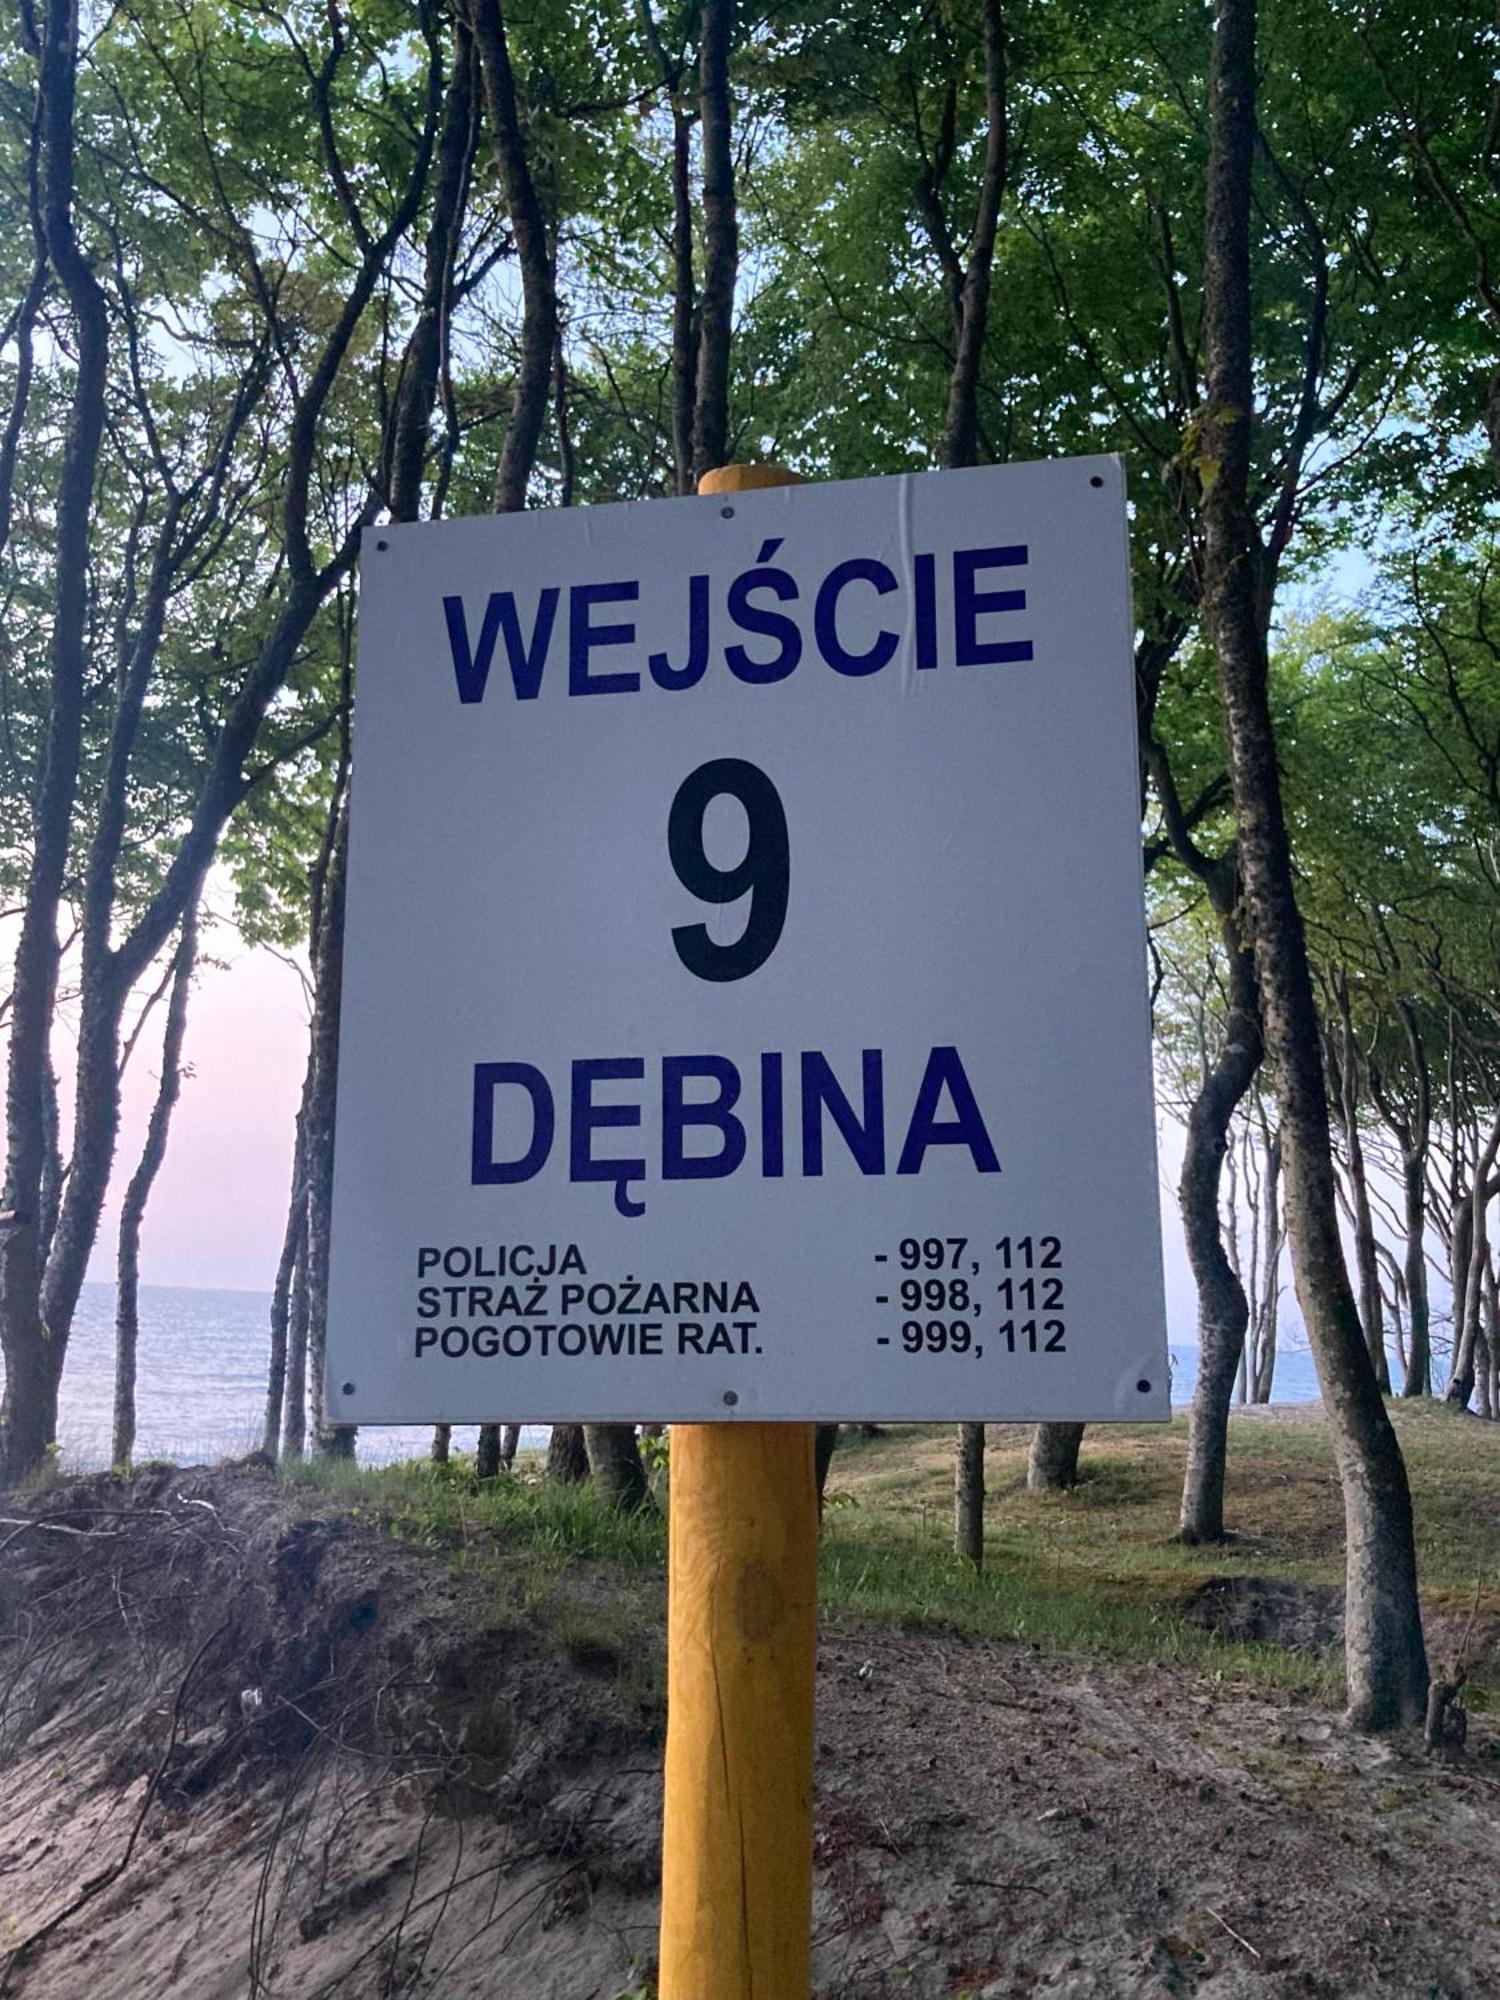 WEJŚCIE
9
DĘBINA
POLICJA - 997, 112
STRAŻ POŻARNA - 998, 112
POGOTOWIE RAT. - 999, 112